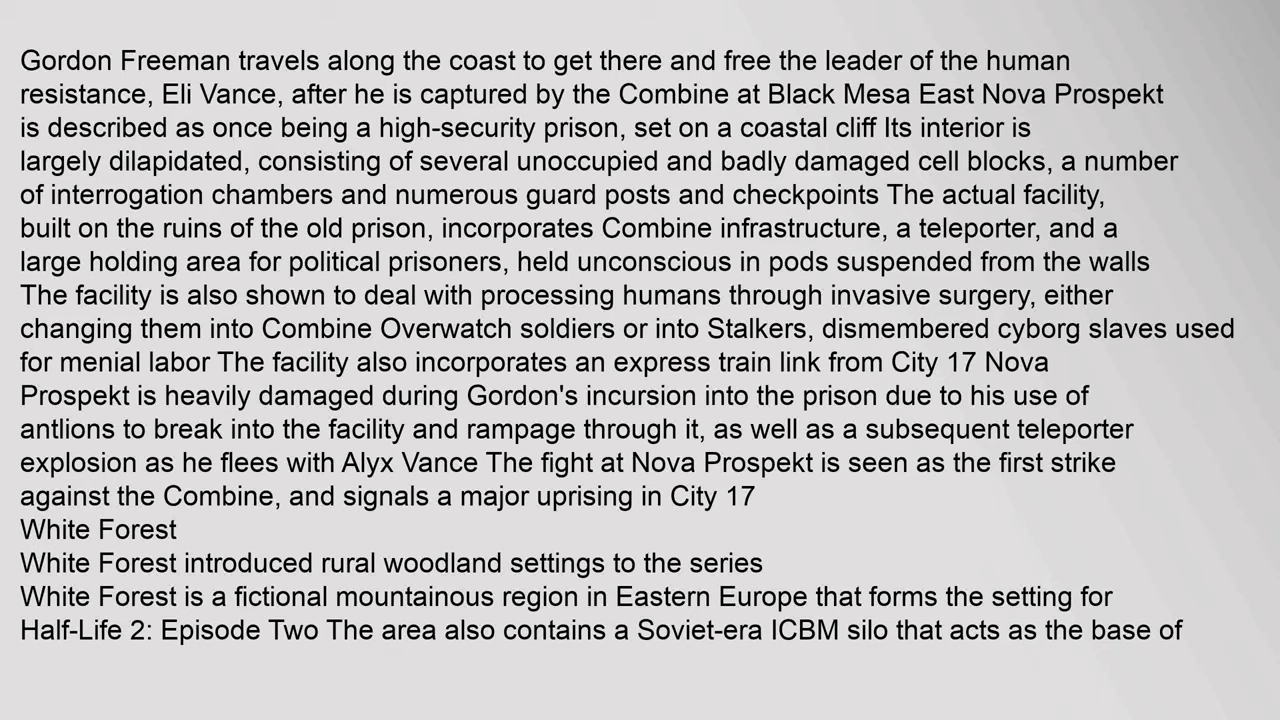 Gordon Freeman travels along the coast to get there and free the leader of the human
resistance, Eli Vance, after he is captured by the Combine at Black Mesa East Nova Prospekt
is described as once being a high-security prison, set on a coastal cliff Its interior is
largely dilapidated, consisting of several unoccupied and badly damaged cell blocks, a number
of interrogation chambers and numerous guard posts and checkpoints The actual facility,
built on the ruins of the old prison, incorporates Combine infrastructure, a teleporter, and a
large holding area for political prisoners, held unconscious in pods suspended from the walls
The facility is also shown to deal with processing humans through invasive surgery, either
changing them into Combine Overwatch soldiers or into Stalkers, dismembered cyborg slaves used
for menial labor The facility also incorporates an express train link from City 17 Nova
Prospekt is heavily damaged during Gordon's incursion into the prison due to his use of
antlions to break into the facility and rampage through it, as well as a subsequent teleporter
explosion as he flees with Alyx Vance The fight at Nova Prospekt is seen as the first strike
against the Combine, and signals a major uprising in City 17
White Forest
White Forest introduced rural woodland settings to the series
White Forest is a fictional mountainous region in Eastern Europe that forms the setting for
Half-Life 2: Episode Two The area also contains a Soviet-era ICBM silo that acts as the base of